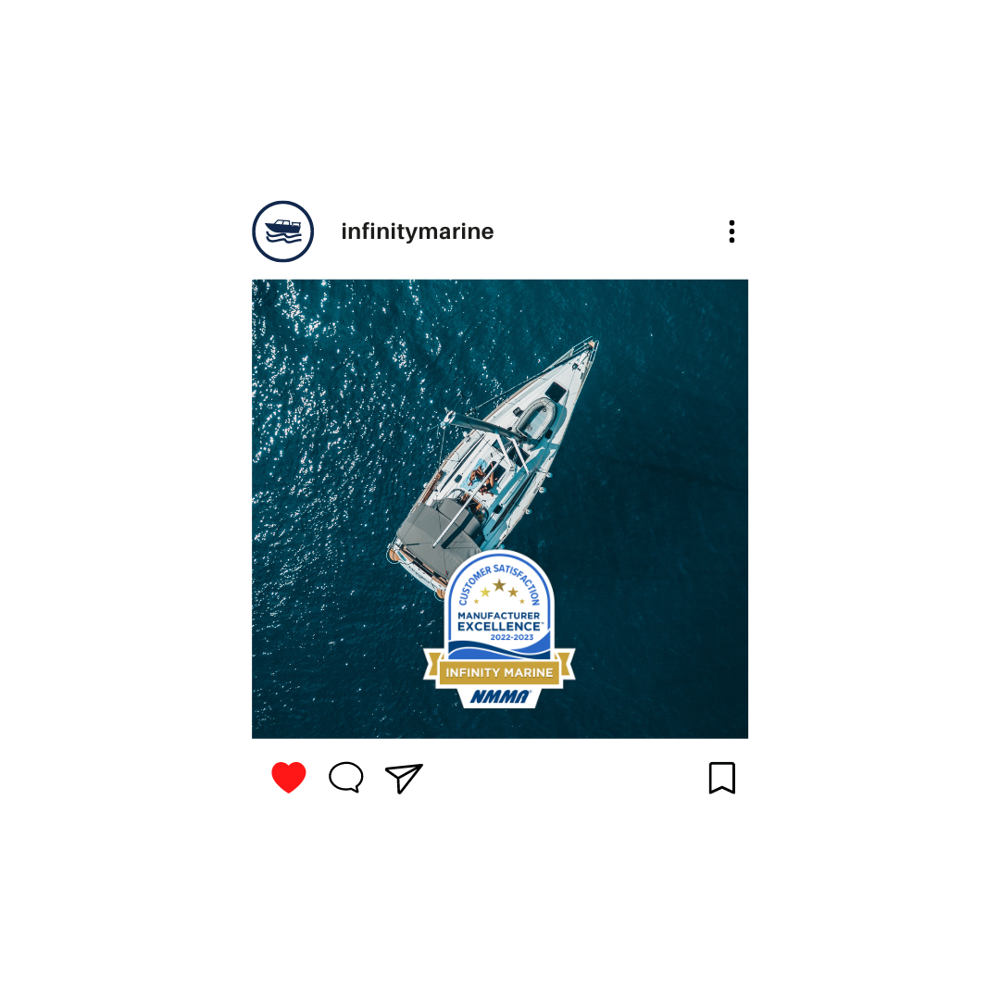 infinitymarine
CUSTOMER SATISFACTION
MANUFACTURER
EXCELLENCE™
2022-2023
INFINITY MARINE
NMMA®